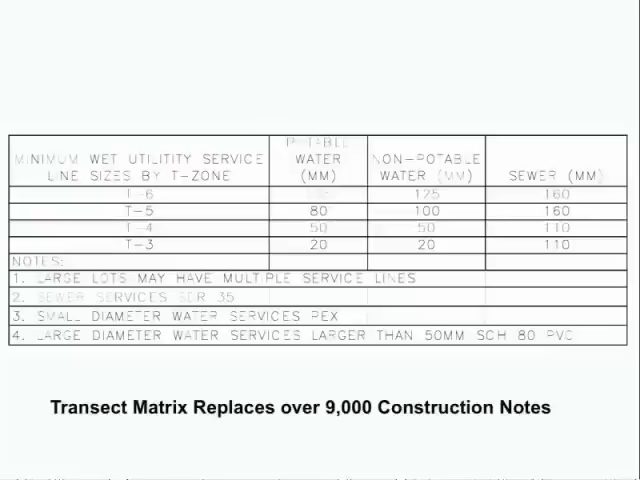 MINIMUM WET UTILITITY SERVICE LINE SIZES BY T-ZONE POTABLE WATER (MM) NON-POTABLE WATER (MM) SEWER (MM)
T-6 125 160
T-5 80 100 160
T-4 50 50 110
T-3 20 20 110
NOTES:
1. LARGE LOTS MAY HAVE MULTIPLE SERVICE LINES
2. SEWER SERVICES SDR 35
3. SMALL DIAMETER WATER SERVICES PEX
4. LARGE DIAMETER WATER SERVICES LARGER THAN 50MM SCH 80 PVC
Transect Matrix Replaces over 9,000 Construction Notes